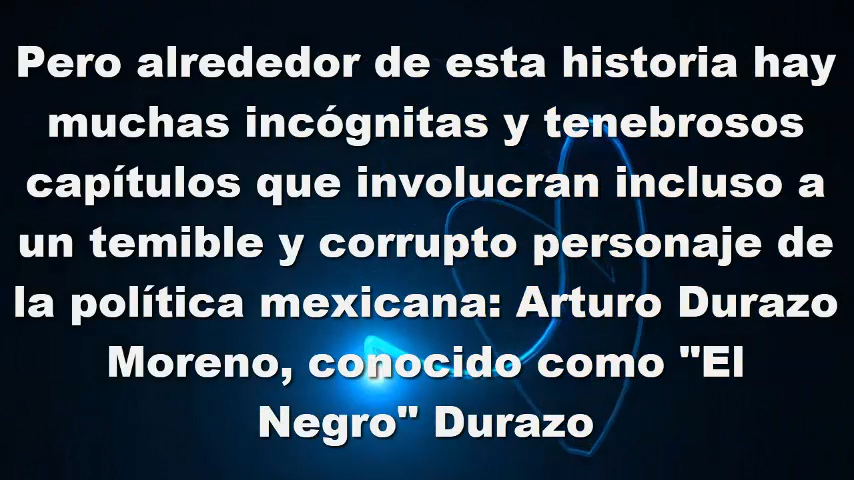 Pero alrededor de esta historia hay
muchas incógnitas y tenebrosos
capítulos que involucran incluso a
un temible y corrupto personaje de
la política mexicana: Arturo Durazo
Moreno, conocido como "El
Negro" Durazo